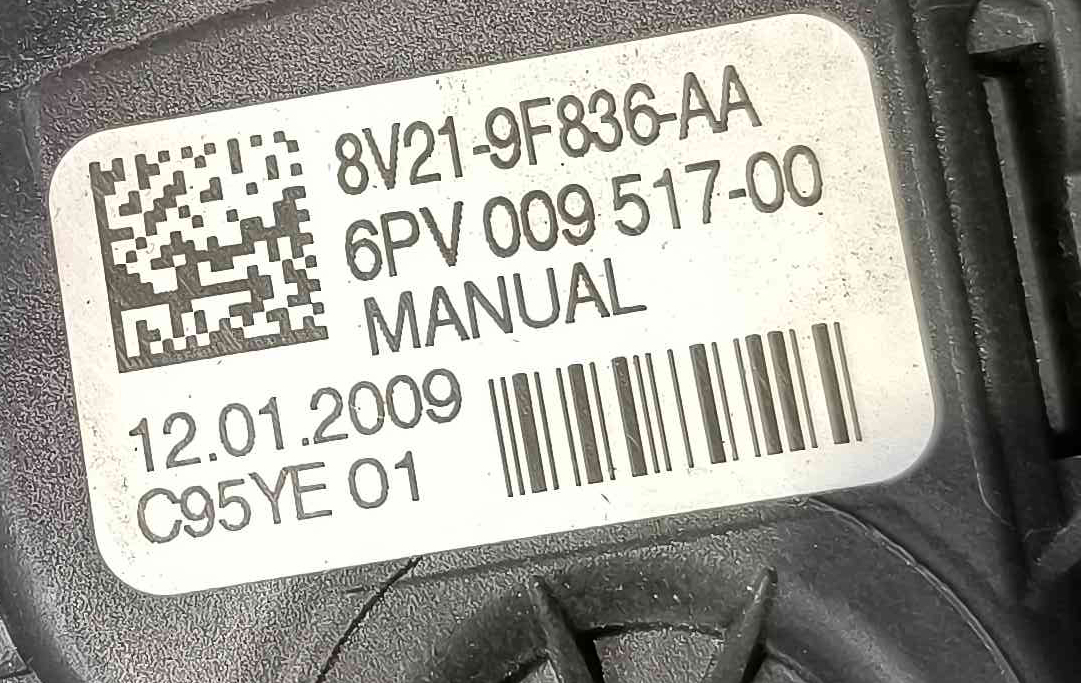 8V21-9F836-AA
6PV 009 517-00
MANUAL
12.01.2009
C95YE 01